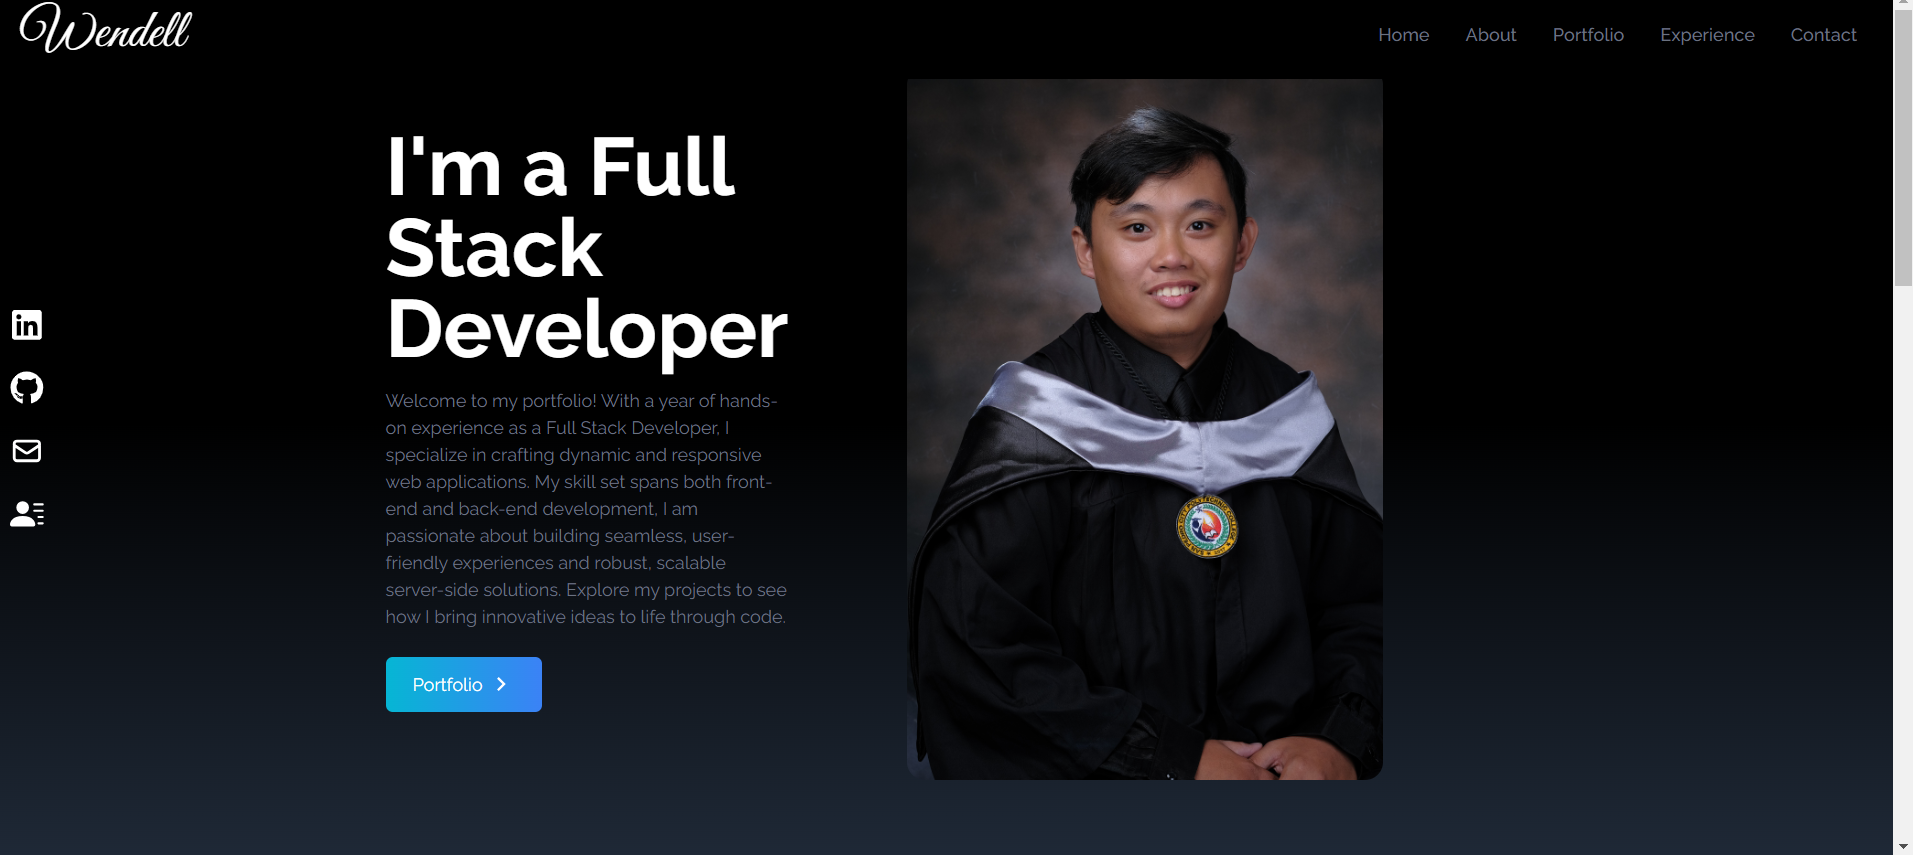 Wendell
Home About Portfolio Experience Contact
I'm a Full
Stack
Developer
Welcome to my portfolio! With a year of hands-
on experience as a Full Stack Developer, I
specialize in crafting dynamic and responsive
web applications. My skill set spans both front-
end and back-end development, I am
passionate about building seamless, user-
friendly experiences and robust, scalable
server-side solutions. Explore my projects to see
how I bring innovative ideas to life through code.
Portfolio
in